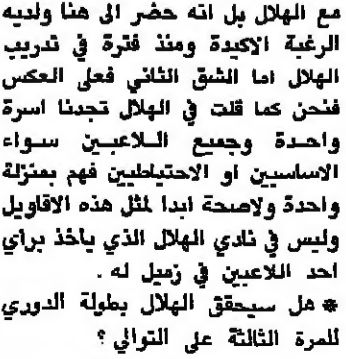 مع الهلال بل انه حضر الى هنا ولديه
الرغبة الاكيدة ومنذ فترة في تدريب
الهلال اما الشق الثاني فعلى العكس
فنحن كما قلت في الهلال تجدنا اسرة
واحدة وجميع اللاعبين سواء
الاساسيين او الاحتياطيين فهم بمنزلة
واحدة ولاصحة ابدا لمثل هذه الاقاويل
وليس في نادي الهلال الذي ياخذ براي
احد اللاعبين في زميل له .
* هل سيحقق الهلال بطولة الدوري
للمرة الثالثة على التوالي ؟